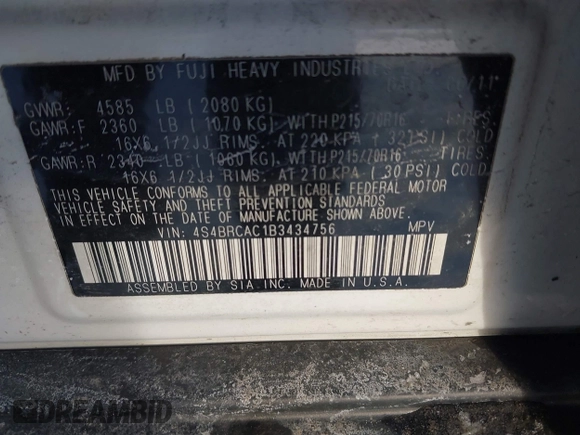 MFD BY FUJI HEAVY INDUSTRIES
GVWR: 4585 LB (2080 KG)
GAWR:F 2360 LB (1070 KG) WITH P215/70R16 TIRES
16X6 1/2JJ RIMS. AT 220 KPA ( 32 PSI) COLD
GAWR:R 2340 LB (1060 KG) WITH P215/70R16 TIRES
16X6 1/2JJ RIMS. AT 210 KPA ( 30 PSI) COLD
THIS VEHICLE CONFORMS TO ALL APPLICABLE FEDERAL MOTOR
VEHICLE SAFETY AND THEFT PREVENTION STANDARDS
IN EFFECT ON THE DATE OF MANUFACTURE SHOWN ABOVE.
VIN: 4S4BRCAC1B3434756 MPV
ASSEMBLED BY SIA INC. MADE IN U.S.A.
DREAMBID